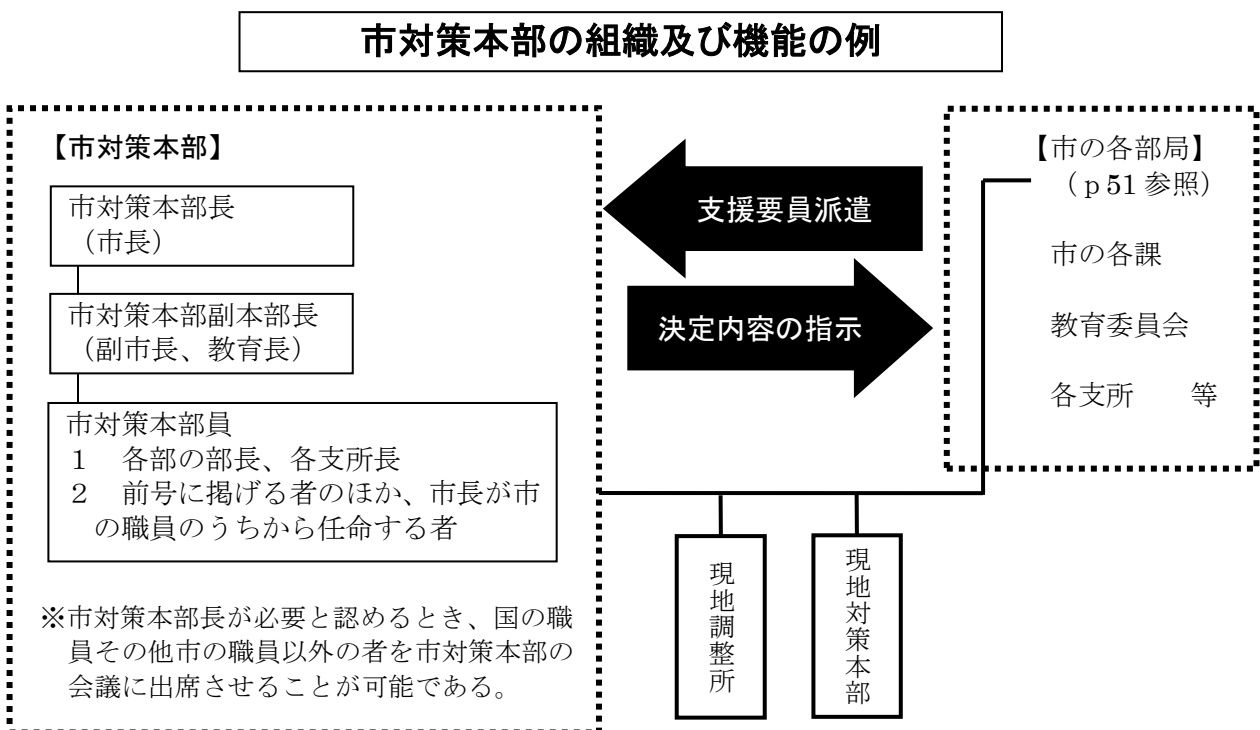 市対策本部の組織及び機能の例
【市対策本部】
市対策本部長
（市長）
市対策本部副本部長
（副市長、教育長）
市対策本部員
１　各部の部長、各支所長
２　前号に掲げる者のほか、市長が市
の職員のうちから任命する者
※市対策本部長が必要と認めるとき、国の職
員その他市の職員以外の者を市対策本部の
会議に出席させることが可能である。
支援要員派遣
決定内容の指示
【市の各部局】
（ｐ51 参照）
市の各課
教育委員会
各支所　　等
現地調整所
現地対策本部